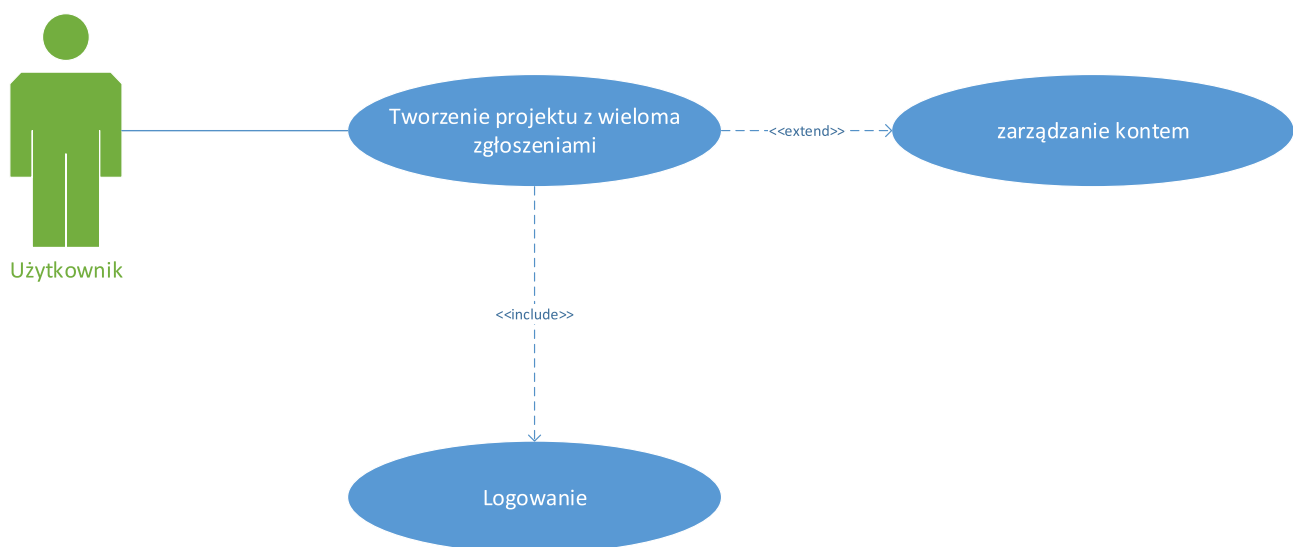 Tworzenie projektu z wieloma
zgłoszeniami
<<extend>>
zarządzanie kontem
Użytkownik
<<include>>
Logowanie